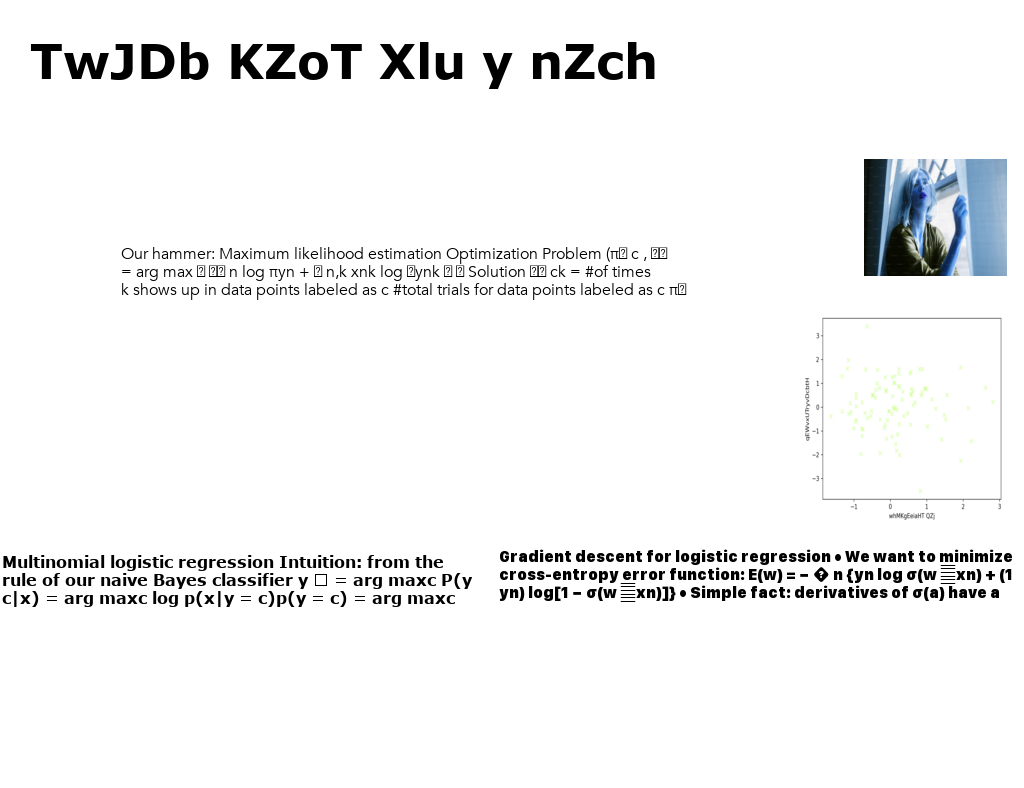 TwJDb KZoT Xlu y nZch
Our hammer: Maximum likelihood estimation Optimization Problem (π� c , ��
= arg max � �� n log πyn + � n,k xnk log �ynk � � Solution �� ck = #of times
k shows up in data points labeled as c #total trials for data points labeled as c π�
3
2
1
0
−1
−2
−3
qEWvxUTryvDcbtH
−1 0 1 2 3
whMKgEeiaHT QZj
Multinomial logistic regression Intuition: from the
rule of our naive Bayes classifier y □ = arg maxc P(y
c|x) = arg maxc log p(x|y = c)p(y = c) = arg maxc
Gradient descent for logistic regression • We want to minimize
cross-entropy error function: E(w) = − � n {yn log σ(w xn) + (1
yn) log[1 − σ(w xn)]} • Simple fact: derivatives of σ(a) have a